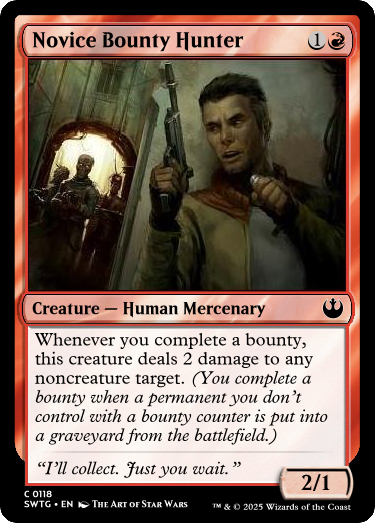 Novice Bounty Hunter 1
Creature — Human Mercenary
Whenever you complete a bounty,
this creature deals 2 damage to any
noncreature target. (You complete a
bounty when a permanent you don’t
control with a bounty counter is put into
a graveyard from the battlefield.)
“I’ll collect. Just you wait.”
2/1
C 0118
SWTG • EN The Art of Star Wars
™ & © 2025 Wizards of the Coast